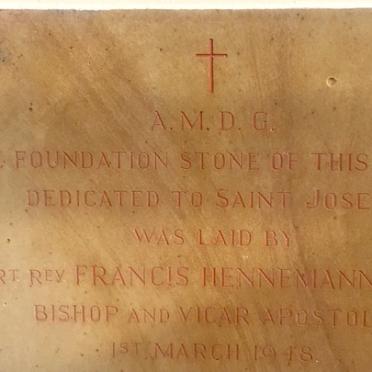 A. M. D. G.
FOUNDATION STONE OF THIS
DEDICATED TO SAINT JOSE
WAS LAID BY
RT REV FRANCIS HENNEMANN
BISHOP AND VICAR APOSTOL
1ST MARCH 1948.